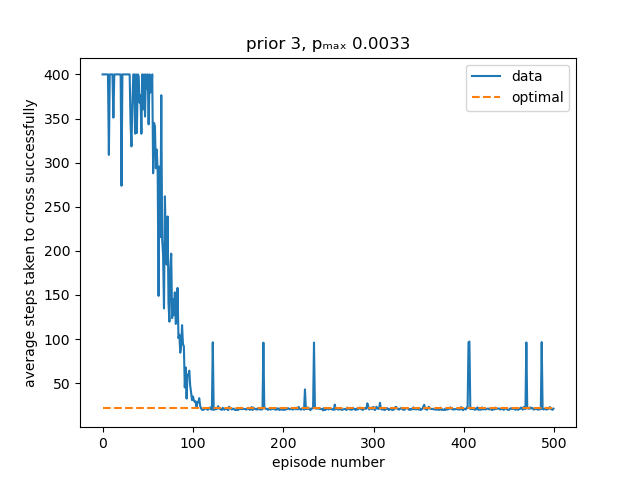 prior 3, pₘₐₓ 0.0033
400
350
300
250
200
150
100
50
average steps taken to cross successfully
data
optimal
0 100 200 300 400 500
episode number